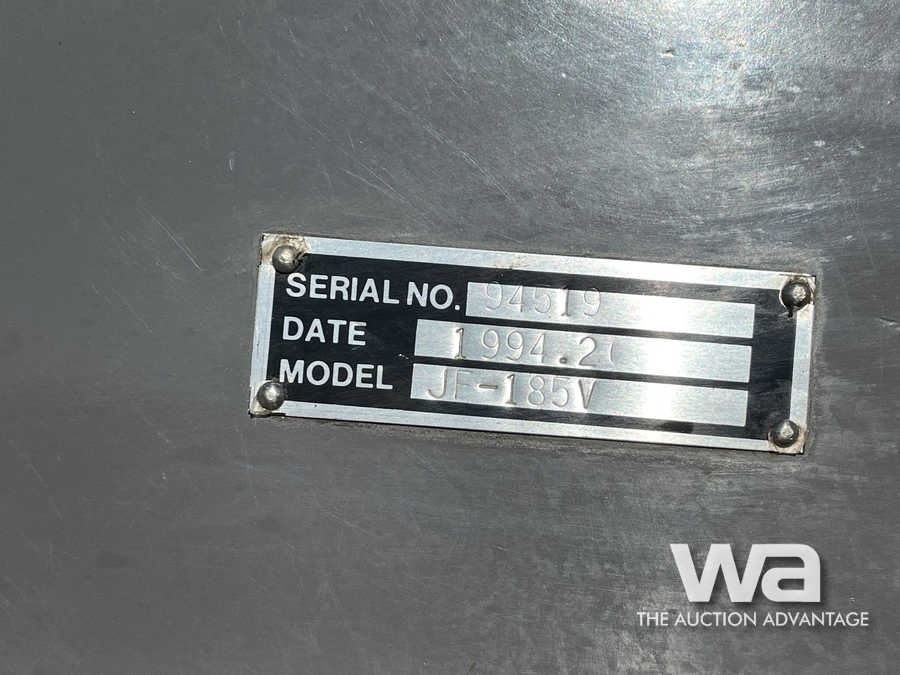 SERIAL NO. 94519
DATE
MODEL JF-185V
wa
THE AUCTION ADVANTAGE